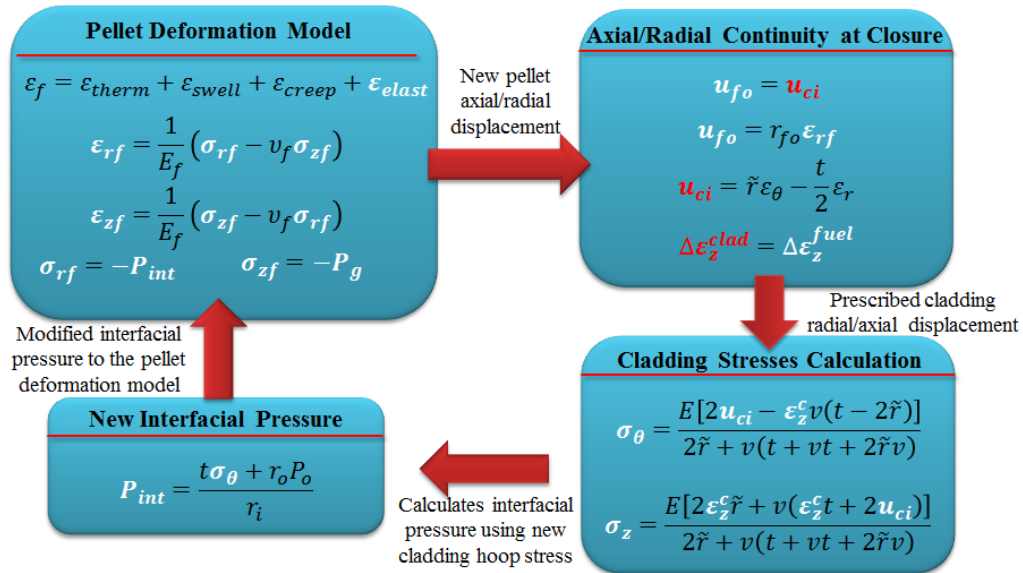 Pellet Deformation Model
ε_f = ε_therm + ε_swell + ε_creep + ε_elast
ε_rf = 1/E_f (σ_rf − υ_f σ_zf)
ε_zf = 1/E_f (σ_zf − υ_f σ_rf)
σ_rf = −P_int σ_zf = −P_g
New pellet
axial/radial
displacement
Axial/Radial Continuity at Closure
u_fo = u_ci
u_fo = r_fo ε_rf
u_ci = r̃ε_θ − t/2 ε_r
Δε_z^clad = Δε_z^fuel
Prescribed cladding
radial/axial displacement
Cladding Stresses Calculation
σ_θ = E[2u_ci − ε_z^c v(t − 2r̃)] / 2r̃ + v(t + vt + 2r̃v)
σ_z = E[2ε_z^c r̃ + v(ε_z^c t + 2u_ci)] / 2r̃ + v(t + vt + 2r̃v)
Calculates interfacial
pressure using new
cladding hoop stress
New Interfacial Pressure
P_int = tσ_θ + r_o P_o / r_i
Modified interfacial
pressure to the pellet
deformation model